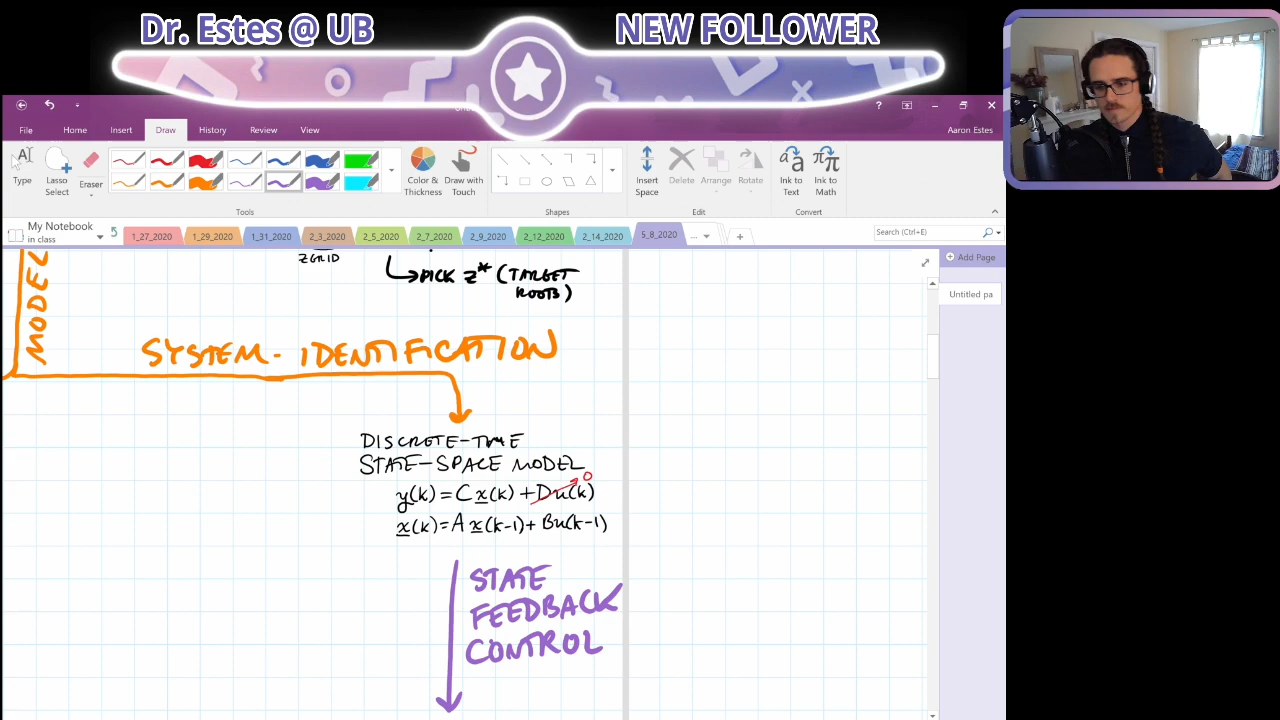 Dr. Estes @ UB
NEW FOLLOWER
File
Home
Insert
Draw
History
Review
View
Aaron Estes
Type
Lasso
Select
Eraser
Color &
Thickness
Draw with
Touch
Insert
Space
Delete
Arrange
Rotate
Ink to
Text
Ink to
Math
Tools
Shapes
Edit
Convert
My Notebook
in class
1_27_2020
1_29_2020
1_31_2020
2_3_2020
2_5_2020
2_7_2020
2_9_2020
2_12_2020
2_14_2020
5_8_2020
...
Search (Ctrl+E)
Add Page
Untitled pa
ZGRID
PICK Z* (TARGET
ROOTS)
MODEL
SYSTEM-IDENTIFICATION
DISCRETE-TIME
STATE-SPACE MODEL
y(k) = Cx(k) + Du(k) 0
x(k) = Ax(k-1) + Bu(k-1)
STATE
FEEDBACK
CONTROL